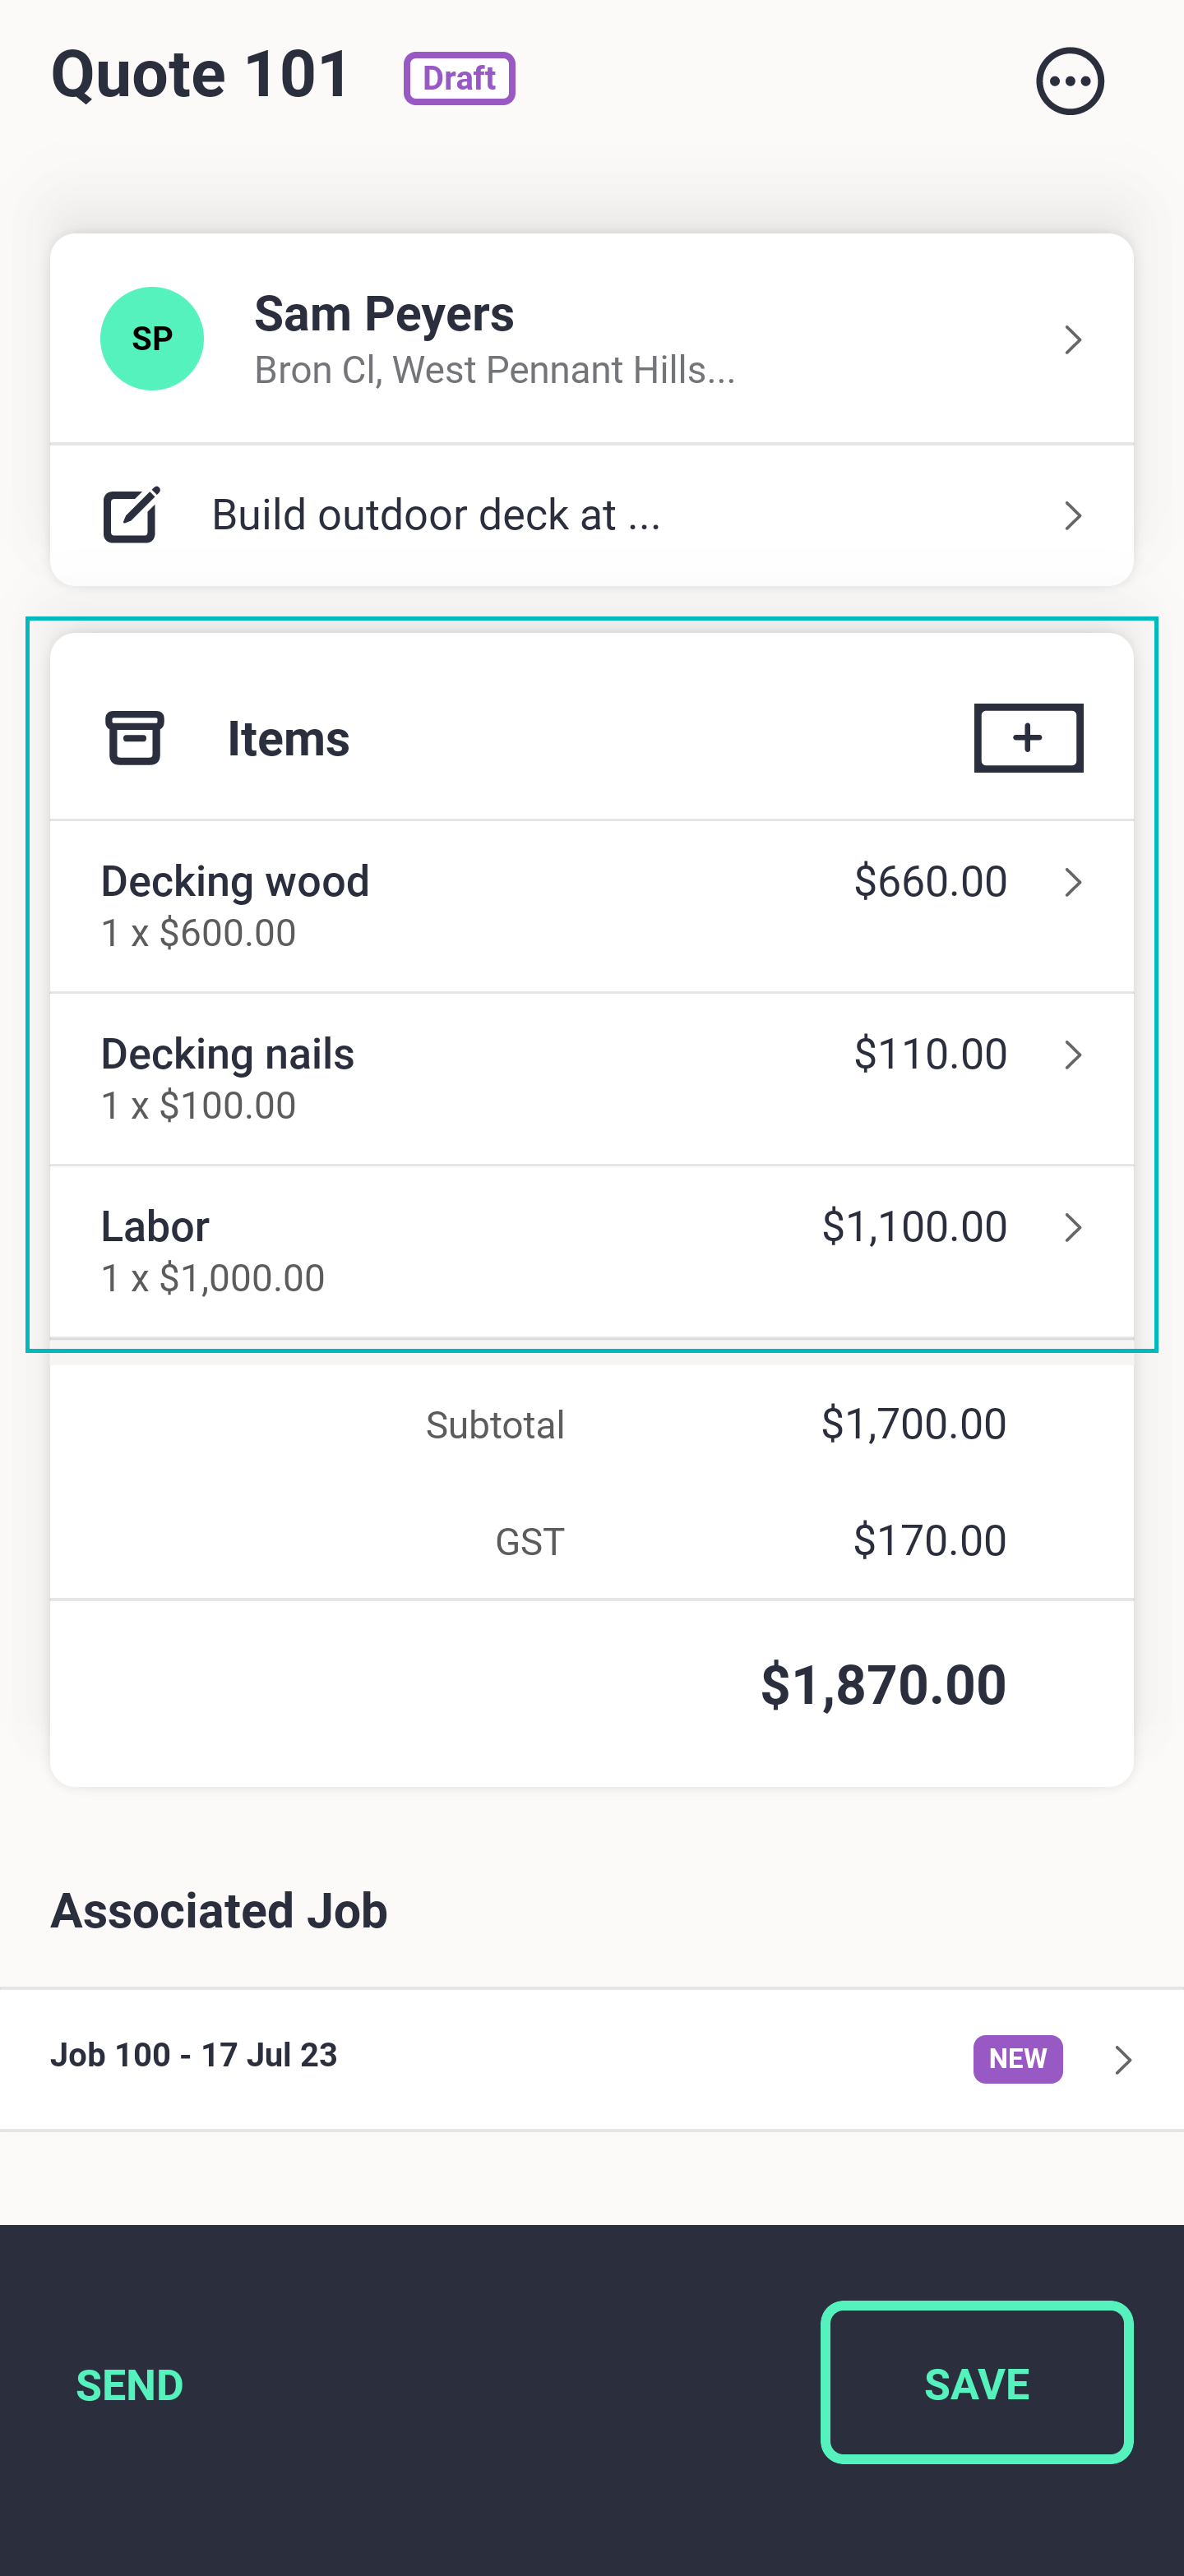 Quote 101 Draft
SP
Sam Peyers
Bron Cl, West Pennant Hills...
Build outdoor deck at ...
Items
Decking wood $660.00
1 x $600.00
Decking nails $110.00
1 x $100.00
Labor $1,100.00
1 x $1,000.00
Subtotal $1,700.00
GST $170.00
$1,870.00
Associated Job
Job 100 - 17 Jul 23 NEW
SEND SAVE